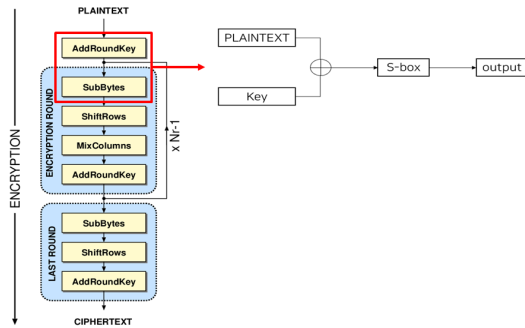 PLAINTEXT
AddRoundKey
SubBytes
ShiftRows
MixColumns
AddRoundKey
SubBytes
ShiftRows
AddRoundKey
CIPHERTEXT
ENCRYPTION
ENCRYPTION ROUND
LAST ROUND
x Nr-1
PLAINTEXT
Key
S-box
output